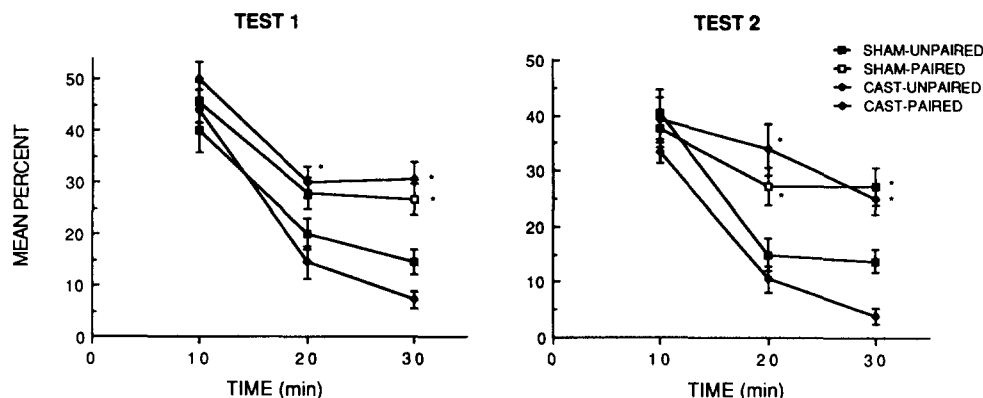 TEST 1
MEAN PERCENT
50
40
30
20
10
0
0 10 20 30
TIME (min)
* 
*
*
TEST 2
SHAM-UNPAIRED
SHAM-PAIRED
CAST-UNPAIRED
CAST-PAIRED
50
40
30
20
10
0
0 10 20 30
TIME (min)
*
*
*
*